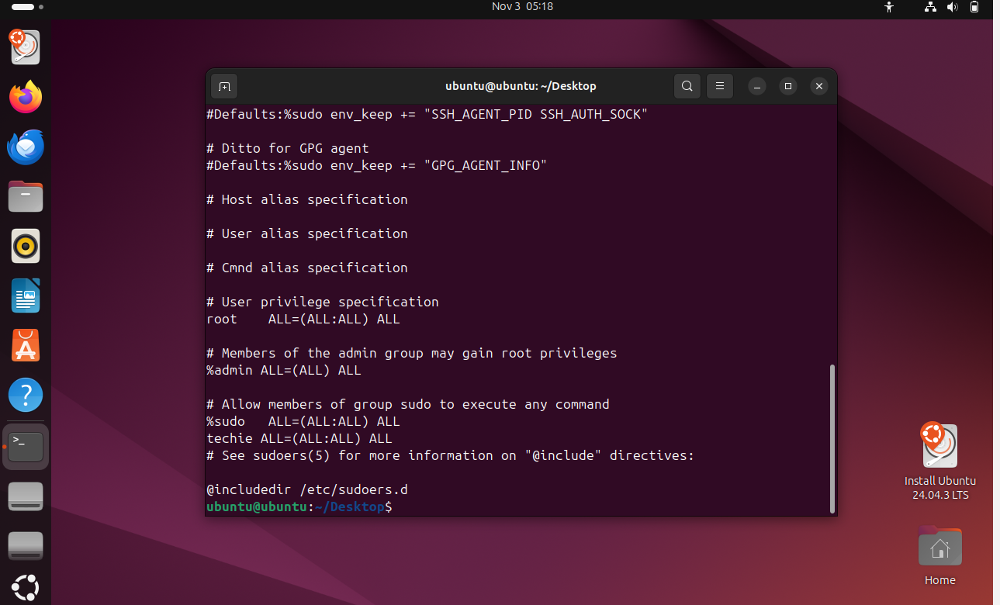 Nov 3 05:18
ubuntu@ubuntu: ~/Desktop
#Defaults:%sudo env_keep += "SSH_AGENT_PID SSH_AUTH_SOCK"
# Ditto for GPG agent
#Defaults:%sudo env_keep += "GPG_AGENT_INFO"
# Host alias specification
# User alias specification
# Cmnd alias specification
# User privilege specification
root    ALL=(ALL:ALL) ALL
# Members of the admin group may gain root privileges
%admin ALL=(ALL) ALL
# Allow members of group sudo to execute any command
%sudo   ALL=(ALL:ALL) ALL
techie ALL=(ALL:ALL) ALL
# See sudoers(5) for more information on "@include" directives:
@includedir /etc/sudoers.d
ubuntu@ubuntu:~/Desktop$
Install Ubuntu
24.04.3 LTS
Home